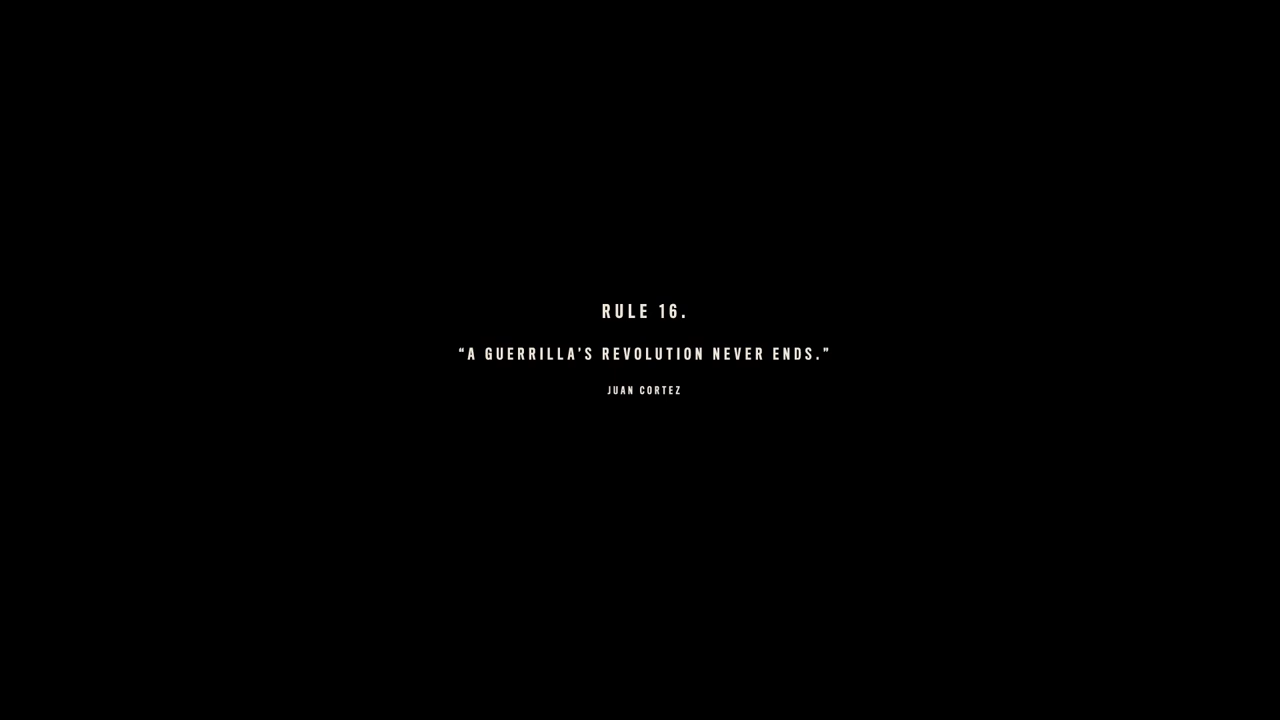 RULE 16.
“A GUERRILLA'S REVOLUTION NEVER ENDS.”
JUAN CORTEZ